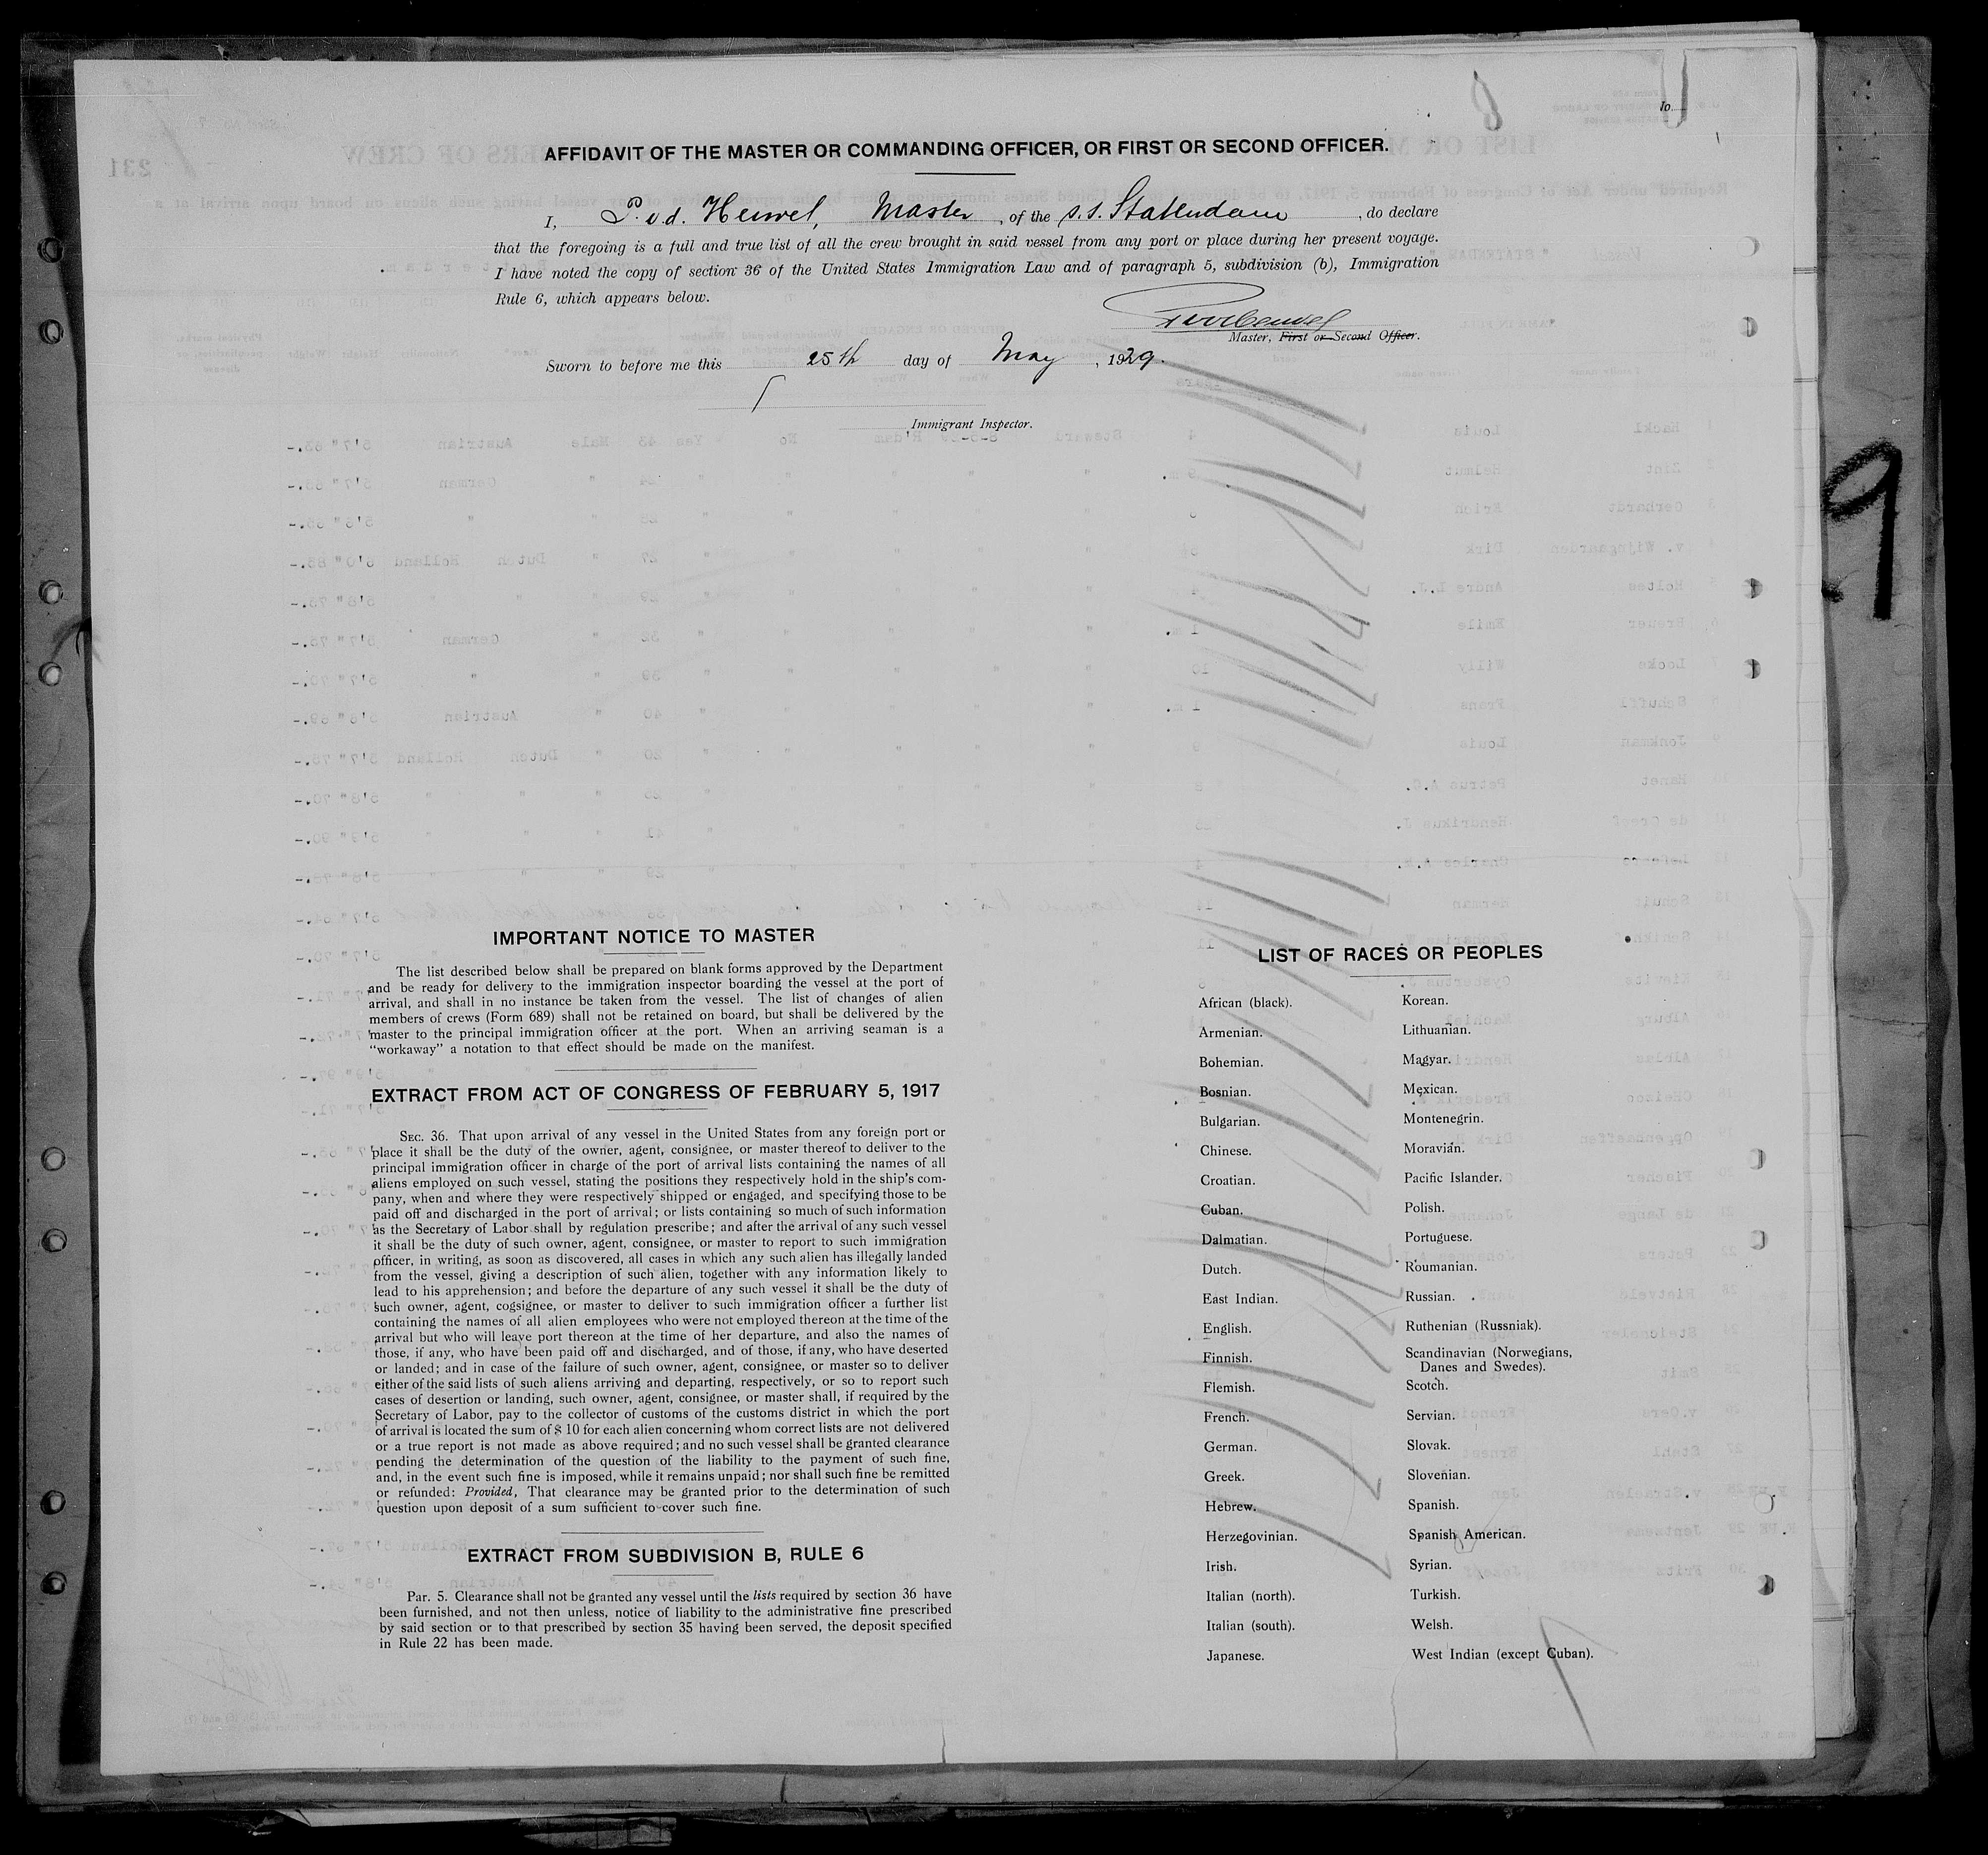 AFFIDAVIT OF THE MASTER OR COMMANDING OFFICER, OR FIRST OR SECOND OFFICER.
I, P. v.d. Heuvel, Master, of the s.s. Statendam, do declare
that the foregoing is a full and true list of all the crew brought in said vessel from any port or place during her present voyage.
I have noted the copy of section 36 of the United States Immigration Law and of paragraph 5, subdivision (b), Immigration
Rule 6, which appears below.
Master, First or Second Officer.
Sworn to before me this 25th day of May, 1929.
Immigrant Inspector.
9
IMPORTANT NOTICE TO MASTER
The list described below shall be prepared on blank forms approved by the Department
and be ready for delivery to the immigration inspector boarding the vessel at the port of
arrival, and shall in no instance be taken from the vessel. The list of changes of alien
members of crews (Form 689) shall not be retained on board, but shall be delivered by the
master to the principal immigration officer at the port. When an arriving seaman is a
"workaway" a notation to that effect should be made on the manifest.
EXTRACT FROM ACT OF CONGRESS OF FEBRUARY 5, 1917
SEC. 36. That upon arrival of any vessel in the United States from any foreign port or
place it shall be the duty of the owner, agent, consignee, or master thereof to deliver to the
principal immigration officer in charge of the port of arrival lists containing the names of all
aliens employed on such vessel, stating the positions they respectively hold in the ship's com-
pany, when and where they were respectively shipped or engaged, and specifying those to be
paid off and discharged in the port of arrival; or lists containing so much of such information
as the Secretary of Labor shall by regulation prescribe; and after the arrival of any such vessel
it shall be the duty of such owner, agent, consignee, or master to report to such immigration
officer, in writing, as soon as discovered, all cases in which any such alien has illegally landed
from the vessel, giving a description of such alien, together with any information likely to
lead to his apprehension; and before the departure of any such vessel it shall be the duty of
such owner, agent, cogsignee, or master to deliver to such immigration officer a further list
containing the names of all alien employees who were not employed thereon at the time of the
arrival but who will leave port thereon at the time of her departure, and also the names of
those, if any, who have been paid off and discharged, and of those, if any, who have deserted
or landed; and in case of the failure of such owner, agent, consignee, or master so to deliver
either of the said lists of such aliens arriving and departing, respectively, or so to report such
cases of desertion or landing, such owner, agent, consignee, or master shall, if required by the
Secretary of Labor, pay to the collector of customs of the customs district in which the port
of arrival is located the sum of $ 10 for each alien concerning whom correct lists are not delivered
or a true report is not made as above required; and no such vessel shall be granted clearance
pending the determination of the question of the liability to the payment of such fine,
and, in the event such fine is imposed, while it remains unpaid; nor shall such fine be remitted
or refunded: Provided, That clearance may be granted prior to the determination of such
question upon deposit of a sum sufficient to cover such fine.
EXTRACT FROM SUBDIVISION B, RULE 6
Par. 5. Clearance shall not be granted any vessel until the lists required by section 36 have
been furnished, and not then unless, notice of liability to the administrative fine prescribed
by said section or to that prescribed by section 35 having been served, the deposit specified
in Rule 22 has been made.
LIST OF RACES OR PEOPLES
African (black).
Armenian.
Bohemian.
Bosnian.
Bulgarian.
Chinese.
Croatian.
Cuban.
Dalmatian.
Dutch.
East Indian.
English.
Finnish.
Flemish.
French.
German.
Greek.
Hebrew.
Herzegovinian.
Irish.
Italian (north).
Italian (south).
Japanese.
Korean.
Lithuanian.
Magyar.
Mexican.
Montenegrin.
Moravian.
Pacific Islander.
Polish.
Portuguese.
Roumanian.
Russian.
Ruthenian (Russniak).
Scandinavian (Norwegians,
Danes and Swedes).
Scotch.
Servian.
Slovak.
Slovenian.
Spanish.
Spanish American.
Syrian.
Turkish.
Welsh.
West Indian (except Cuban).